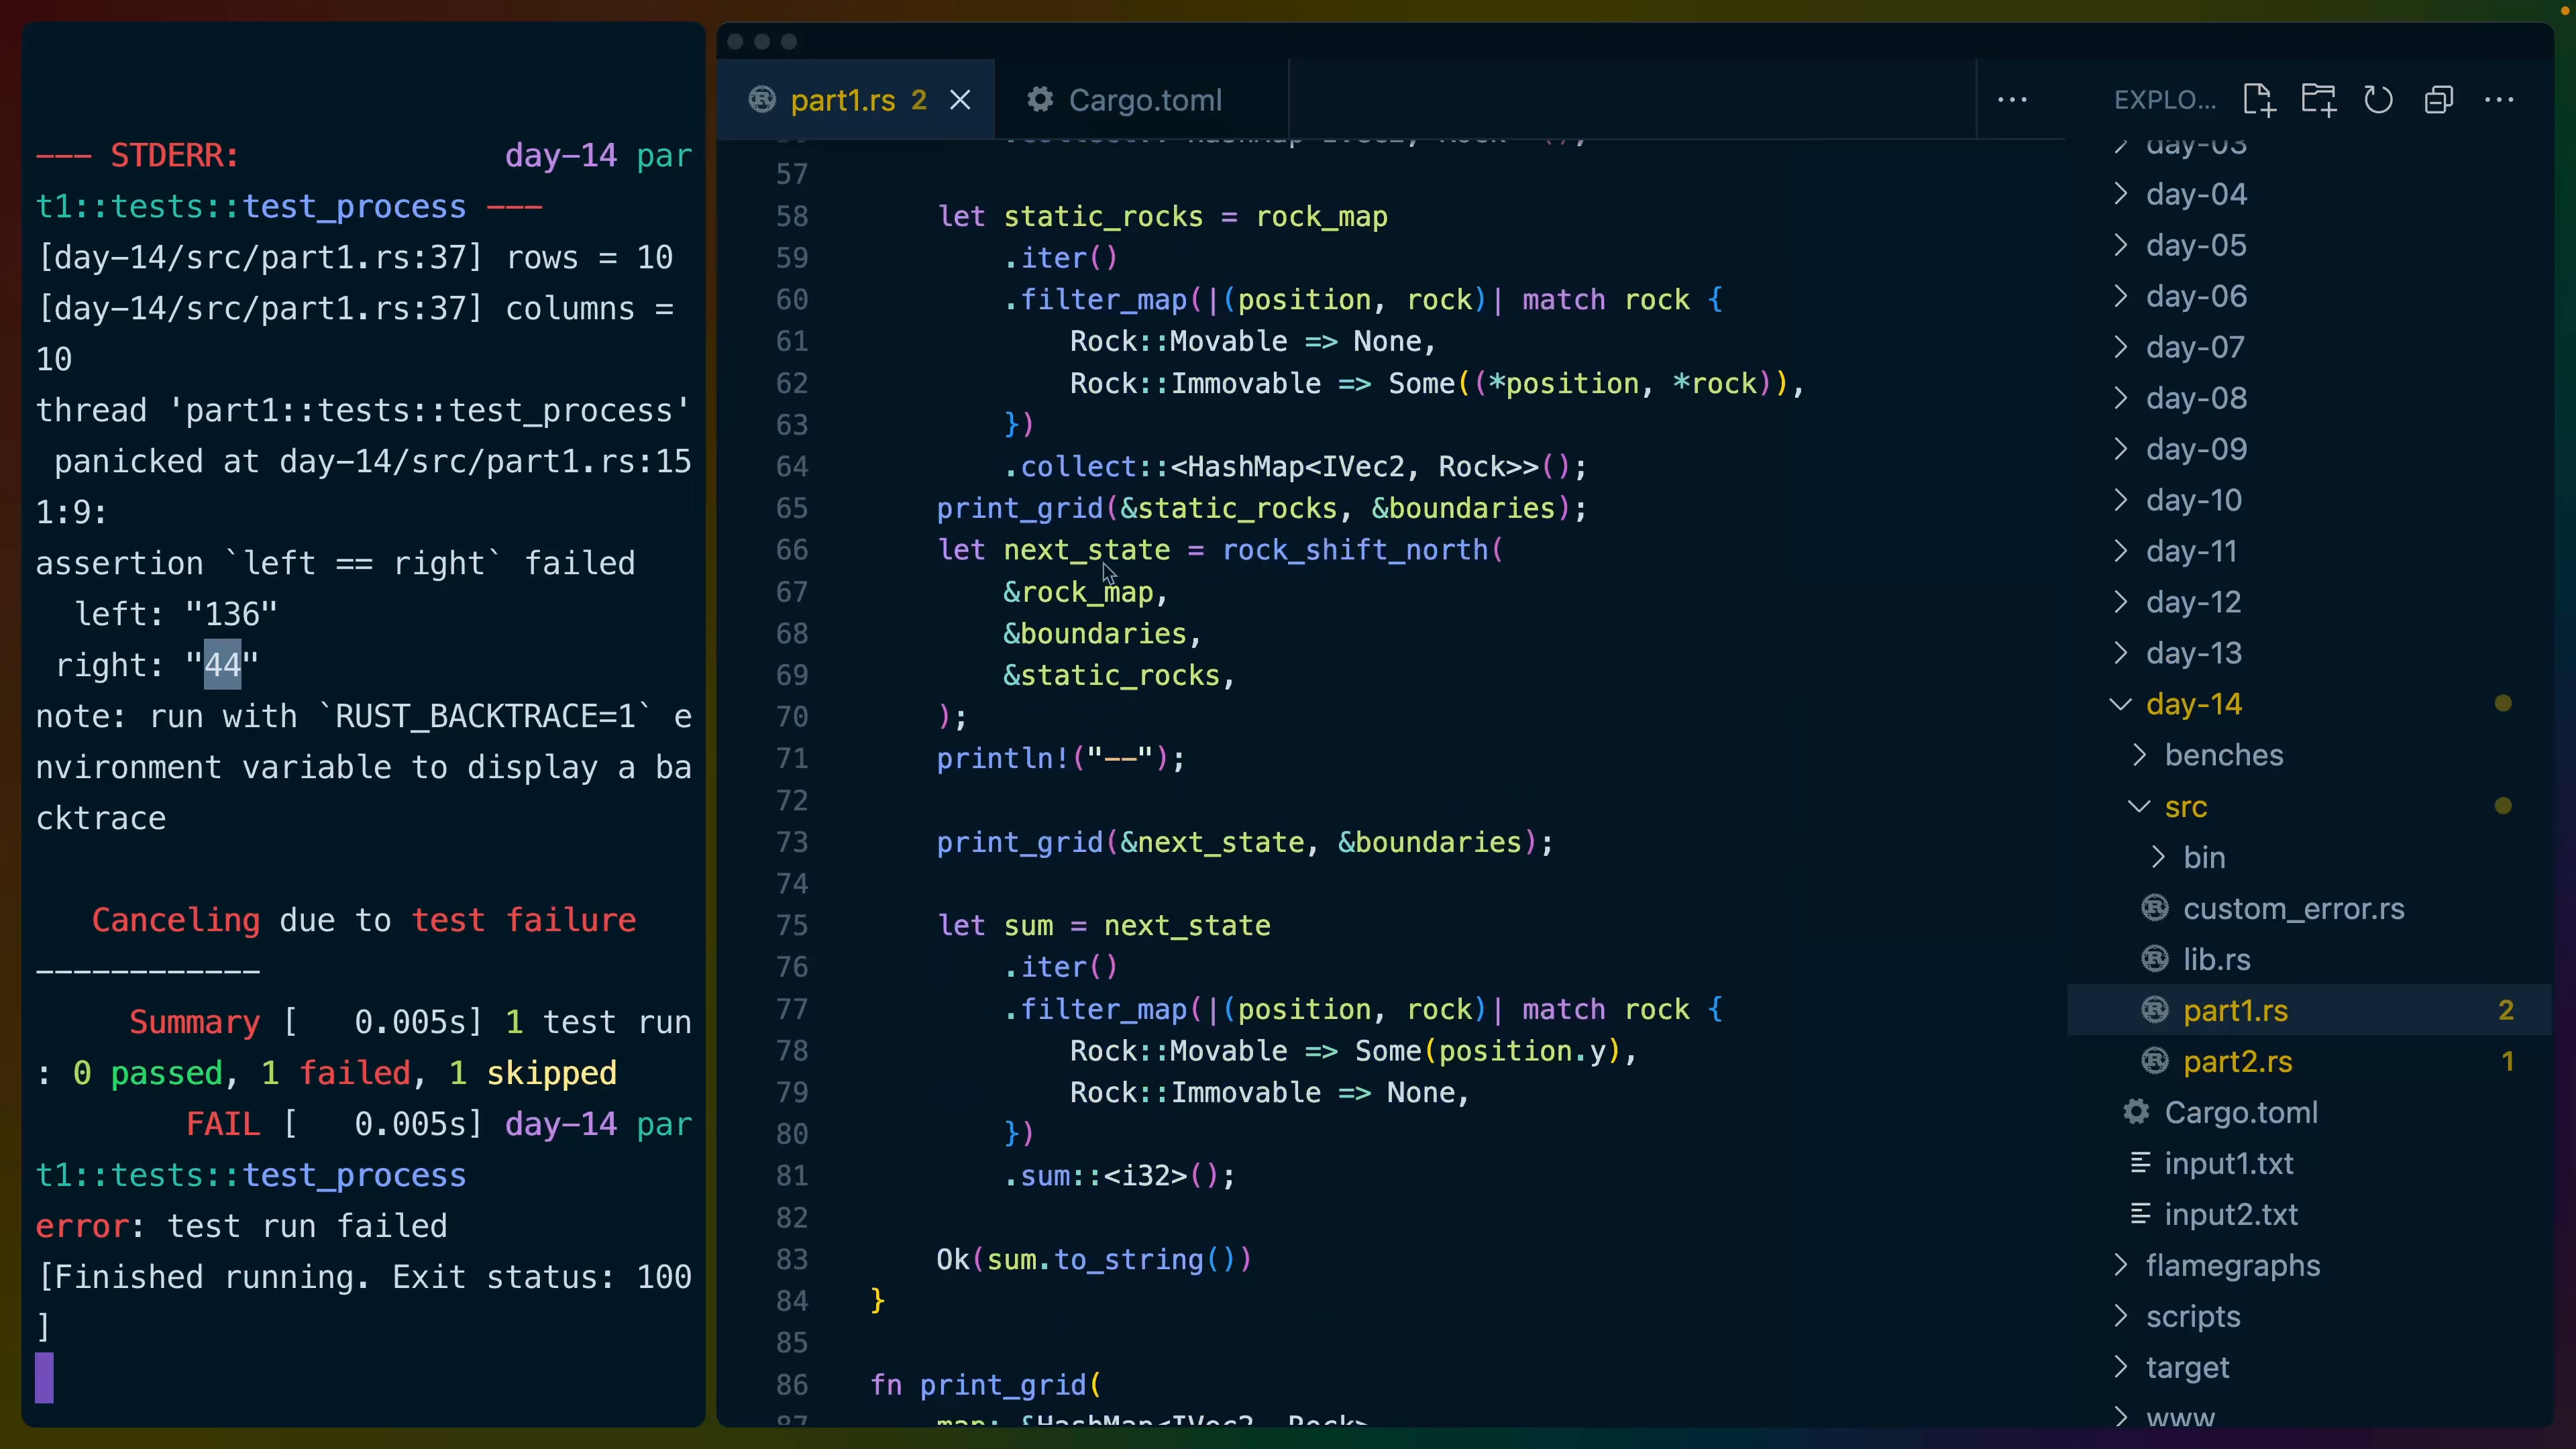 --- STDERR: day-14 par
t1::tests::test_process ---
[day-14/src/part1.rs:37] rows = 10
[day-14/src/part1.rs:37] columns =
10
thread 'part1::tests::test_process'
panicked at day-14/src/part1.rs:15
1:9:
assertion `left == right` failed
left: "136"
right: "44"
note: run with `RUST_BACKTRACE=1` e
nvironment variable to display a ba
cktrace
Canceling due to test failure
------------
Summary [ 0.005s] 1 test run
: 0 passed, 1 failed, 1 skipped
FAIL [ 0.005s] day-14 par
t1::tests::test_process
error: test run failed
[Finished running. Exit status: 100
]
part1.rs 2
Cargo.toml
57
58 let static_rocks = rock_map
59 .iter()
60 .filter_map(|(position, rock)| match rock {
61 Rock::Movable => None,
62 Rock::Immovable => Some((*position, *rock)),
63 })
64 .collect::<HashMap<IVec2, Rock>>();
65 print_grid(&static_rocks, &boundaries);
66 let next_state = rock_shift_north(
67 &rock_map,
68 &boundaries,
69 &static_rocks,
70 );
71 println!("--");
72
73 print_grid(&next_state, &boundaries);
74
75 let sum = next_state
76 .iter()
77 .filter_map(|(position, rock)| match rock {
78 Rock::Movable => Some(position.y),
79 Rock::Immovable => None,
80 })
81 .sum::<i32>();
82
83 Ok(sum.to_string())
84 }
85
86 fn print_grid(
87 map: &HashMap<IVec2, Rock>
EXPLO...
day-03
day-04
day-05
day-06
day-07
day-08
day-09
day-10
day-11
day-12
day-13
day-14
benches
src
bin
custom_error.rs
lib.rs
part1.rs 2
part2.rs 1
Cargo.toml
input1.txt
input2.txt
flamegraphs
scripts
target
www